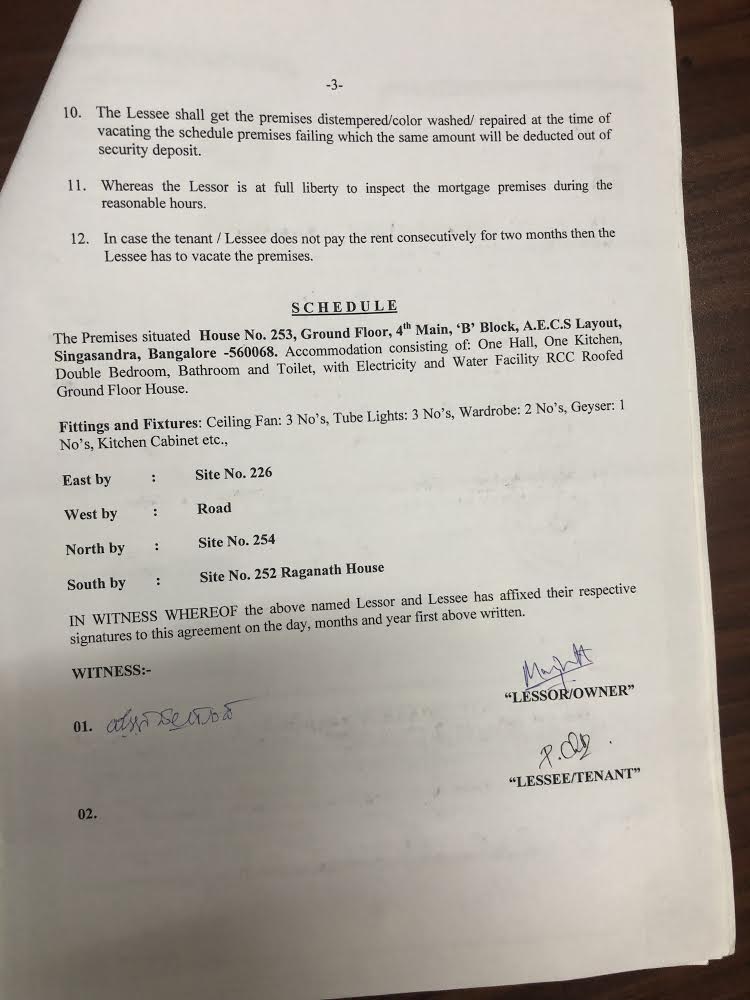 -3-
10. The Lessee shall get the premises distempered/color washed/ repaired at the time of
vacating the schedule premises failing which the same amount will be deducted out of
security deposit.
11. Whereas the Lessor is at full liberty to inspect the mortgage premises during the
reasonable hours.
12. In case the tenant / Lessee does not pay the rent consecutively for two months then the
Lessee has to vacate the premises.
SCHEDULE
The Premises situated House No. 253, Ground Floor, 4th Main, ‘B’ Block, A.E.C.S Layout,
Singasandra, Bangalore -560068. Accommodation consisting of: One Hall, One Kitchen,
Double Bedroom, Bathroom and Toilet, with Electricity and Water Facility RCC Roofed
Ground Floor House.
Fittings and Fixtures: Ceiling Fan: 3 No’s, Tube Lights: 3 No’s, Wardrobe: 2 No’s, Geyser: 1
No’s, Kitchen Cabinet etc.,
East by : Site No. 226
West by : Road
North by : Site No. 254
South by : Site No. 252 Raganath House
IN WITNESS WHEREOF the above named Lessor and Lessee has affixed their respective
signatures to this agreement on the day, months and year first above written.
WITNESS:-
“LESSOR/OWNER”
01.
“LESSEE/TENANT”
02.